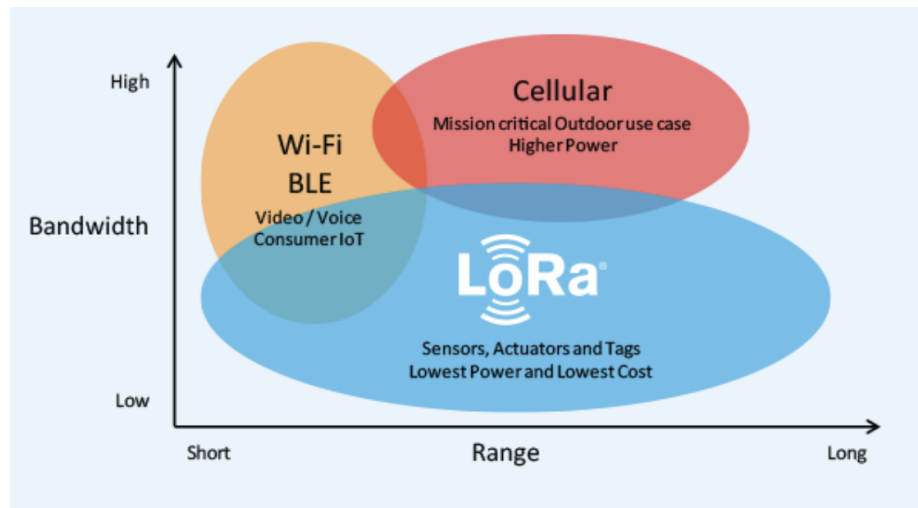 High
Cellular
Mission critical Outdoor use case
Higher Power
Wi-Fi
BLE
Video / Voice
Consumer IoT
Bandwidth
LoRa®
Sensors, Actuators and Tags
Lowest Power and Lowest Cost
Low
Short
Range
Long